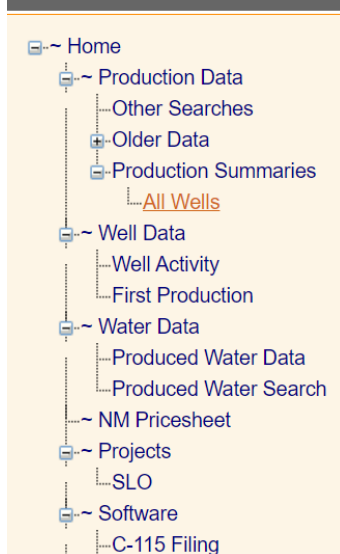 ~ Home
~ Production Data
Other Searches
Older Data
Production Summaries
All Wells
~ Well Data
Well Activity
First Production
~ Water Data
Produced Water Data
Produced Water Search
~ NM Pricesheet
~ Projects
SLO
~ Software
C-115 Filing